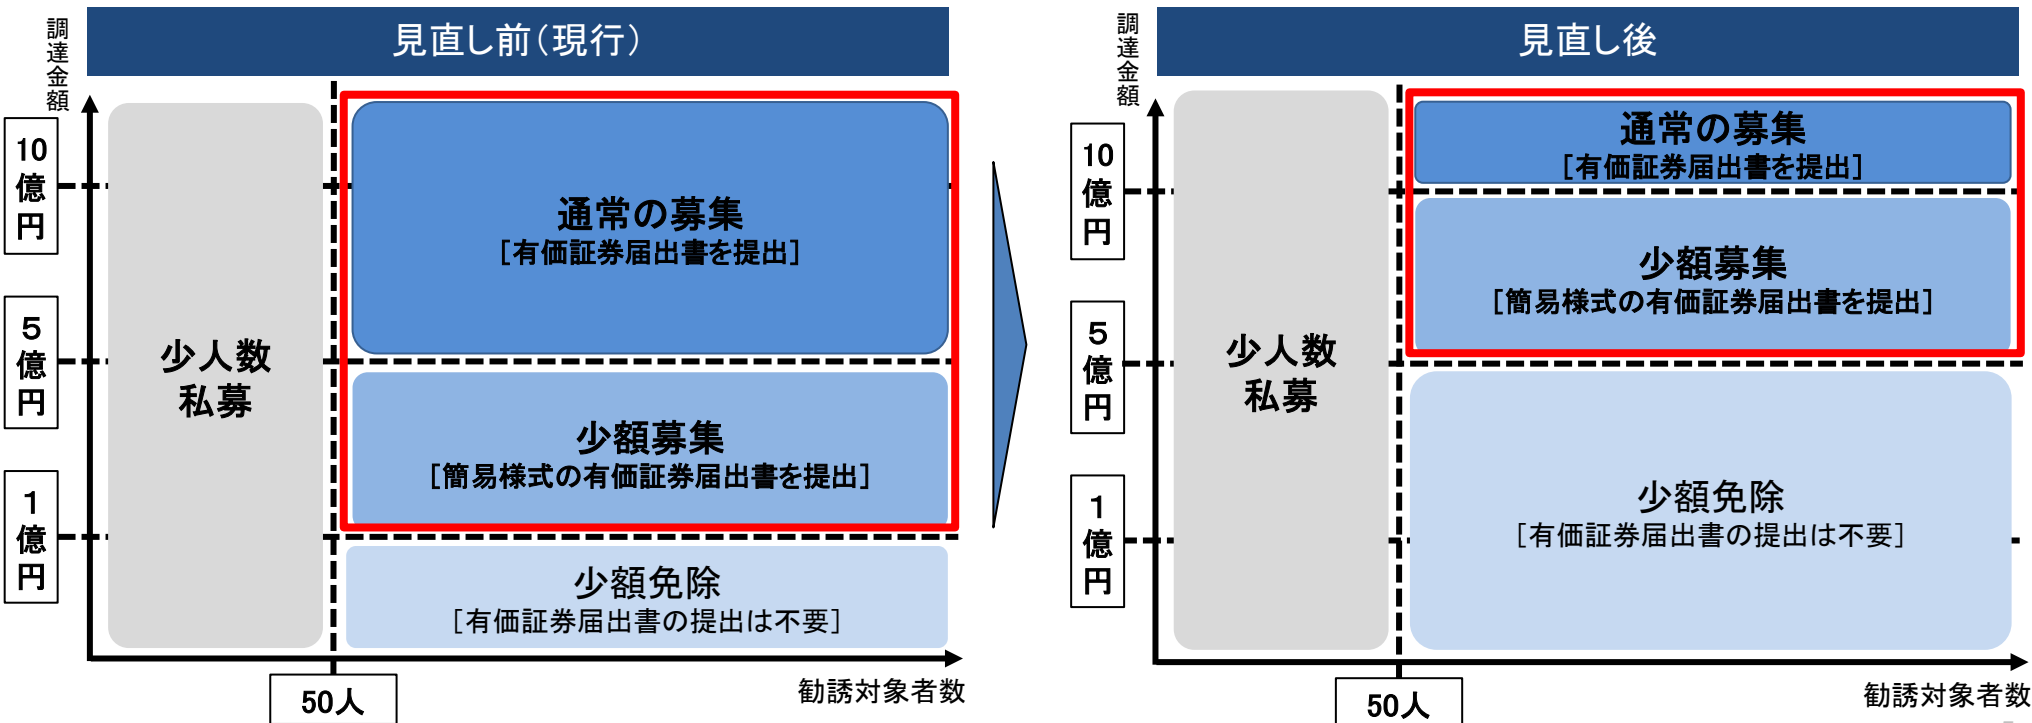 見直し前（現行）
調達金額
10億円
5億円
1億円
少人数
私募
通常の募集
［有価証券届出書を提出］
少額募集
［簡易様式の有価証券届出書を提出］
少額免除
［有価証券届出書の提出は不要］
50人
勧誘対象者数
見直し後
調達金額
10億円
5億円
1億円
少人数
私募
通常の募集
［有価証券届出書を提出］
少額募集
［簡易様式の有価証券届出書を提出］
少額免除
［有価証券届出書の提出は不要］
50人
勧誘対象者数